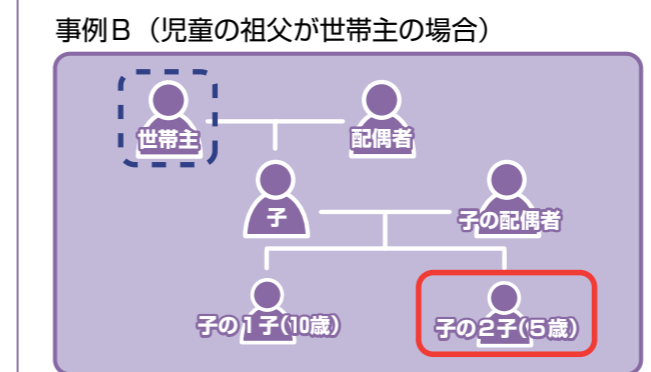 事例B（児童の祖父が世帯主の場合）
世帯主
配偶者
子
子の配偶者
子の1子(10歳)
子の2子(5歳)